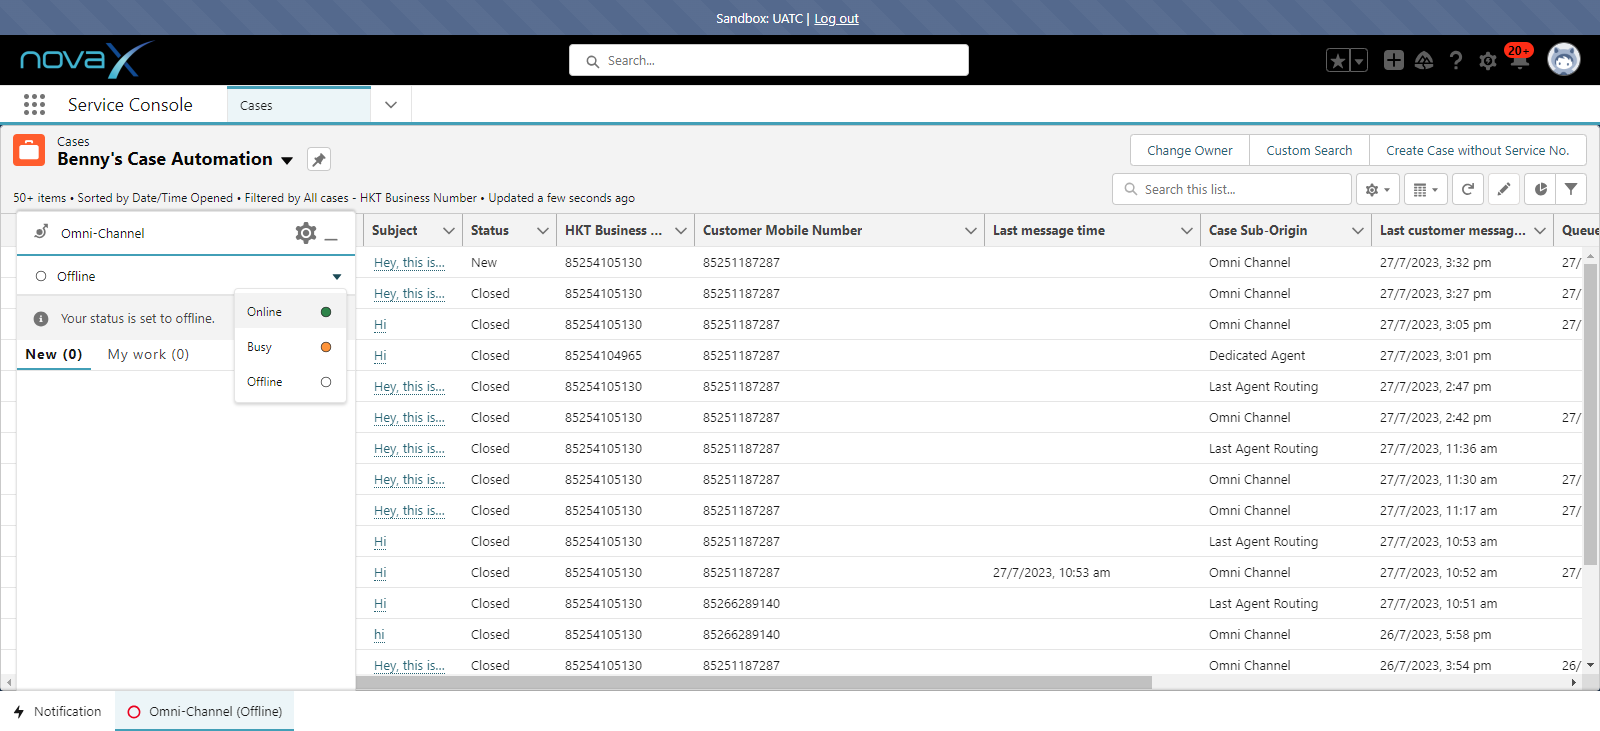 Sandbox: UATC | Log out
novaX
Search...
20+
Service Console
Cases
Cases
Benny's Case Automation
Change Owner
Custom Search
Create Case without Service No.
50+ items • Sorted by Date/Time Opened • Filtered by All cases - HKT Business Number • Updated a few seconds ago
Search this list...
Omni-Channel
Offline
Online
Busy
Offline
Your status is set to offline.
New (0)
My work (0)
Subject Status HKT Business ... Customer Mobile Number Last message time Case Sub-Origin Last customer messag... Queue
Hey, this is... New 85254105130 85251187287 Omni Channel 27/7/2023, 3:32 pm 27/
Hey, this is... Closed 85254105130 85251187287 Omni Channel 27/7/2023, 3:27 pm 27/
Hi Closed 85254105130 85251187287 Omni Channel 27/7/2023, 3:05 pm 27/
Hi Closed 85254104965 85251187287 Dedicated Agent 27/7/2023, 3:01 pm
Hey, this is... Closed 85254105130 85251187287 Last Agent Routing 27/7/2023, 2:47 pm
Hey, this is... Closed 85254105130 85251187287 Omni Channel 27/7/2023, 2:42 pm 27/
Hey, this is... Closed 85254105130 85251187287 Last Agent Routing 27/7/2023, 11:36 am
Hey, this is... Closed 85254105130 85251187287 Omni Channel 27/7/2023, 11:30 am 27/
Hey, this is... Closed 85254105130 85251187287 Omni Channel 27/7/2023, 11:17 am 27/
Hi Closed 85254105130 85251187287 Last Agent Routing 27/7/2023, 10:53 am
Hi Closed 85254105130 85251187287 27/7/2023, 10:53 am Omni Channel 27/7/2023, 10:52 am 27/
Hi Closed 85254105130 85266289140 Last Agent Routing 27/7/2023, 10:51 am
hi Closed 85254105130 85266289140 Omni Channel 26/7/2023, 5:58 pm
Hey, this is... Closed 85254105130 85251187287 Omni Channel 26/7/2023, 3:54 pm 26/
Notification
Omni-Channel (Offline)